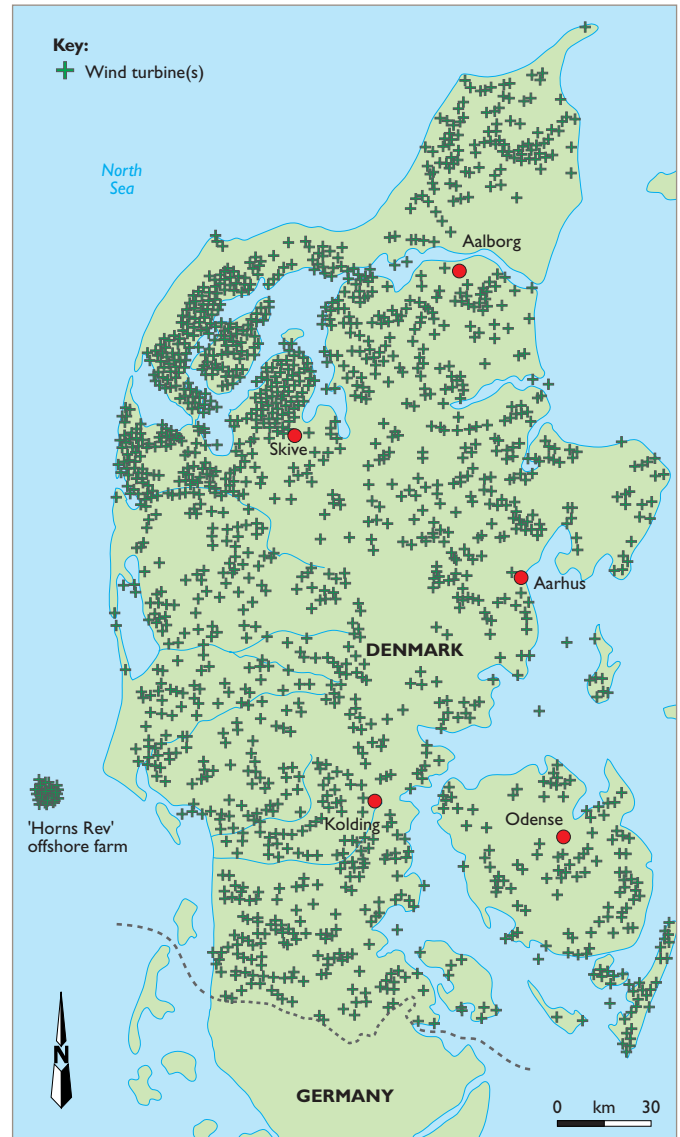 Key:
Wind turbine(s)
North
Sea
Aalborg
Skive
Aarhus
DENMARK
'Horns Rev'
offshore farm
Kolding
Odense
N
GERMANY
0 km 30